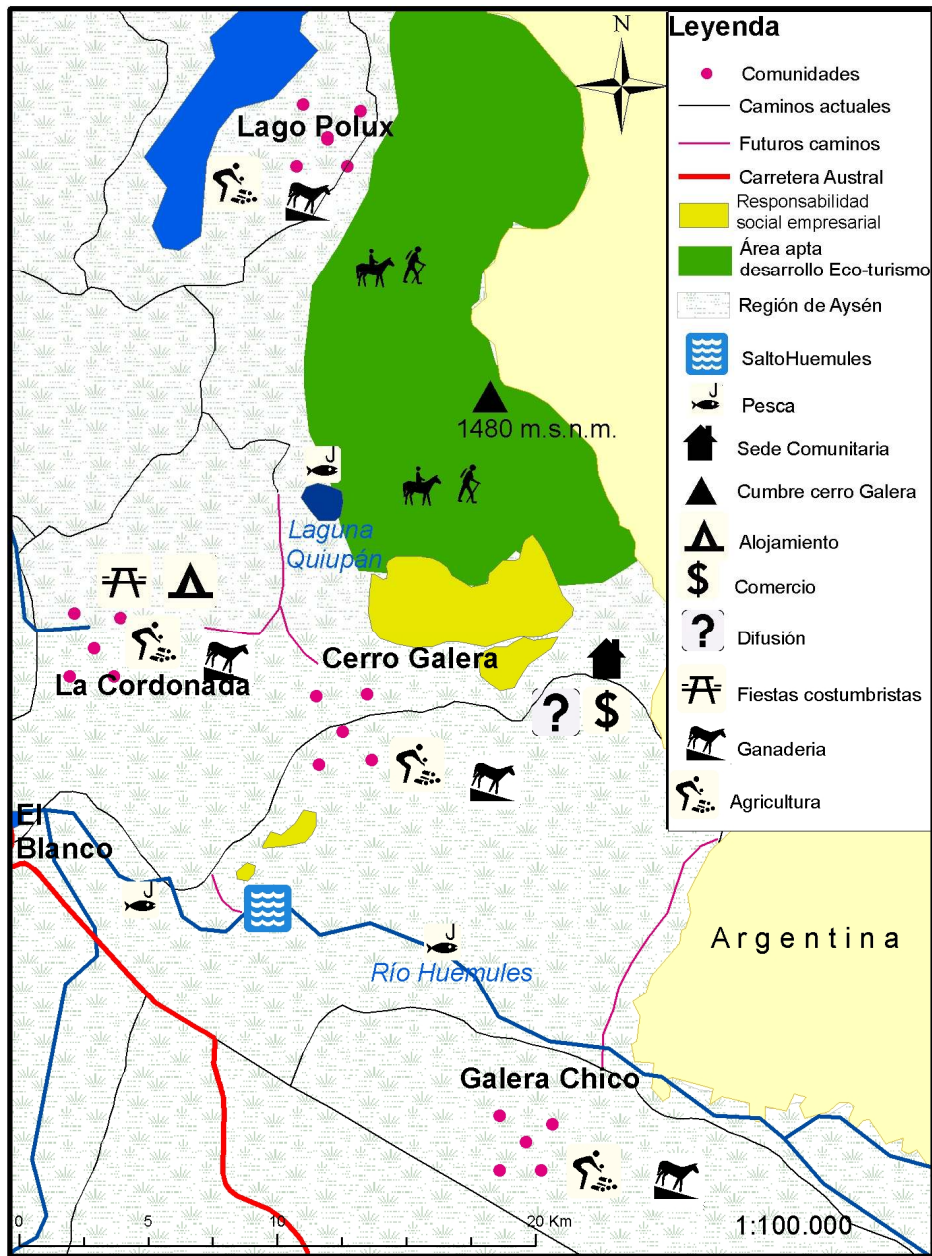 N
Lago Polux
1480 m.s.n.m.
Laguna
Quiupán
Cerro Galera
La Cordonada
?
$
El
Blanco
Río Huemules
Argentina
Galera Chico
0
5
10
20 Km
1:100.000
Leyenda
Comunidades
Caminos actuales
Futuros caminos
Carretera Austral
Responsabilidad
social empresarial
Área apta
desarrollo Eco-turismo
Región de Aysén
SaltoHuemules
Pesca
Sede Comunitaria
Cumbre cerro Galera
Alojamiento
$ Comercio
? Difusión
Fiestas costumbristas
Ganaderia
Agricultura